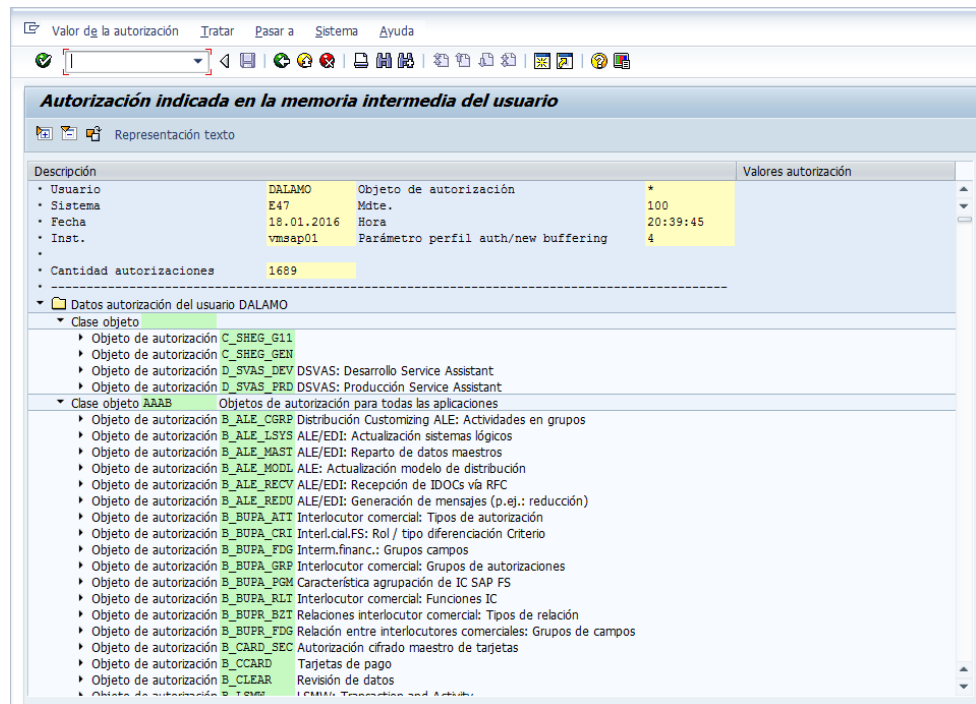 Valor de la autorización Tratar Pasar a Sistema Ayuda
Autorización indicada en la memoria intermedia del usuario
Representación texto
Descripción Valores autorización
Usuario DALAMO Objeto de autorización *
Sistema E47 Mdte. 100
Fecha 18.01.2016 Hora 20:39:45
Inst. vmsap01 Parámetro perfil auth/new buffering 4
Cantidad autorizaciones 1689
Datos autorización del usuario DALAMO
Clase objeto
Objeto de autorización C_SHEG_G11
Objeto de autorización C_SHEG_GEN
Objeto de autorización D_SVAS_DEV DSVAS: Desarrollo Service Assistant
Objeto de autorización D_SVAS_PRD DSVAS: Producción Service Assistant
Clase objeto AAAB Objetos de autorización para todas las aplicaciones
Objeto de autorización B_ALE_CGRP Distribución Customizing ALE: Actividades en grupos
Objeto de autorización B_ALE_LSYS ALE/EDI: Actualización sistemas lógicos
Objeto de autorización B_ALE_MAST ALE/EDI: Reparto de datos maestros
Objeto de autorización B_ALE_MODL ALE: Actualización modelo de distribución
Objeto de autorización B_ALE_RECV ALE/EDI: Recepción de IDOCs vía RFC
Objeto de autorización B_ALE_REDU ALE/EDI: Generación de mensajes (p.ej.: reducción)
Objeto de autorización B_BUPA_ATT Interlocutor comercial: Tipos de autorización
Objeto de autorización B_BUPA_CRI Interl.cial.FS: Rol / tipo diferenciación Criterio
Objeto de autorización B_BUPA_FDG Interm.financ.: Grupos campos
Objeto de autorización B_BUPA_GRP Interlocutor comercial: Grupos de autorizaciones
Objeto de autorización B_BUPA_PGM Característica agrupación de IC SAP FS
Objeto de autorización B_BUPA_RLT Interlocutor comercial: Funciones IC
Objeto de autorización B_BUPR_BZT Relaciones interlocutor comercial: Tipos de relación
Objeto de autorización B_BUPR_FDG Relación entre interlocutores comerciales: Grupos de campos
Objeto de autorización B_CARD_SEC Autorización cifrado maestro de tarjetas
Objeto de autorización B_CCARD Tarjetas de pago
Objeto de autorización B_CLEAR Revisión de datos
Objeto de autorización B_LSMW LSMW: Transaction and Activity